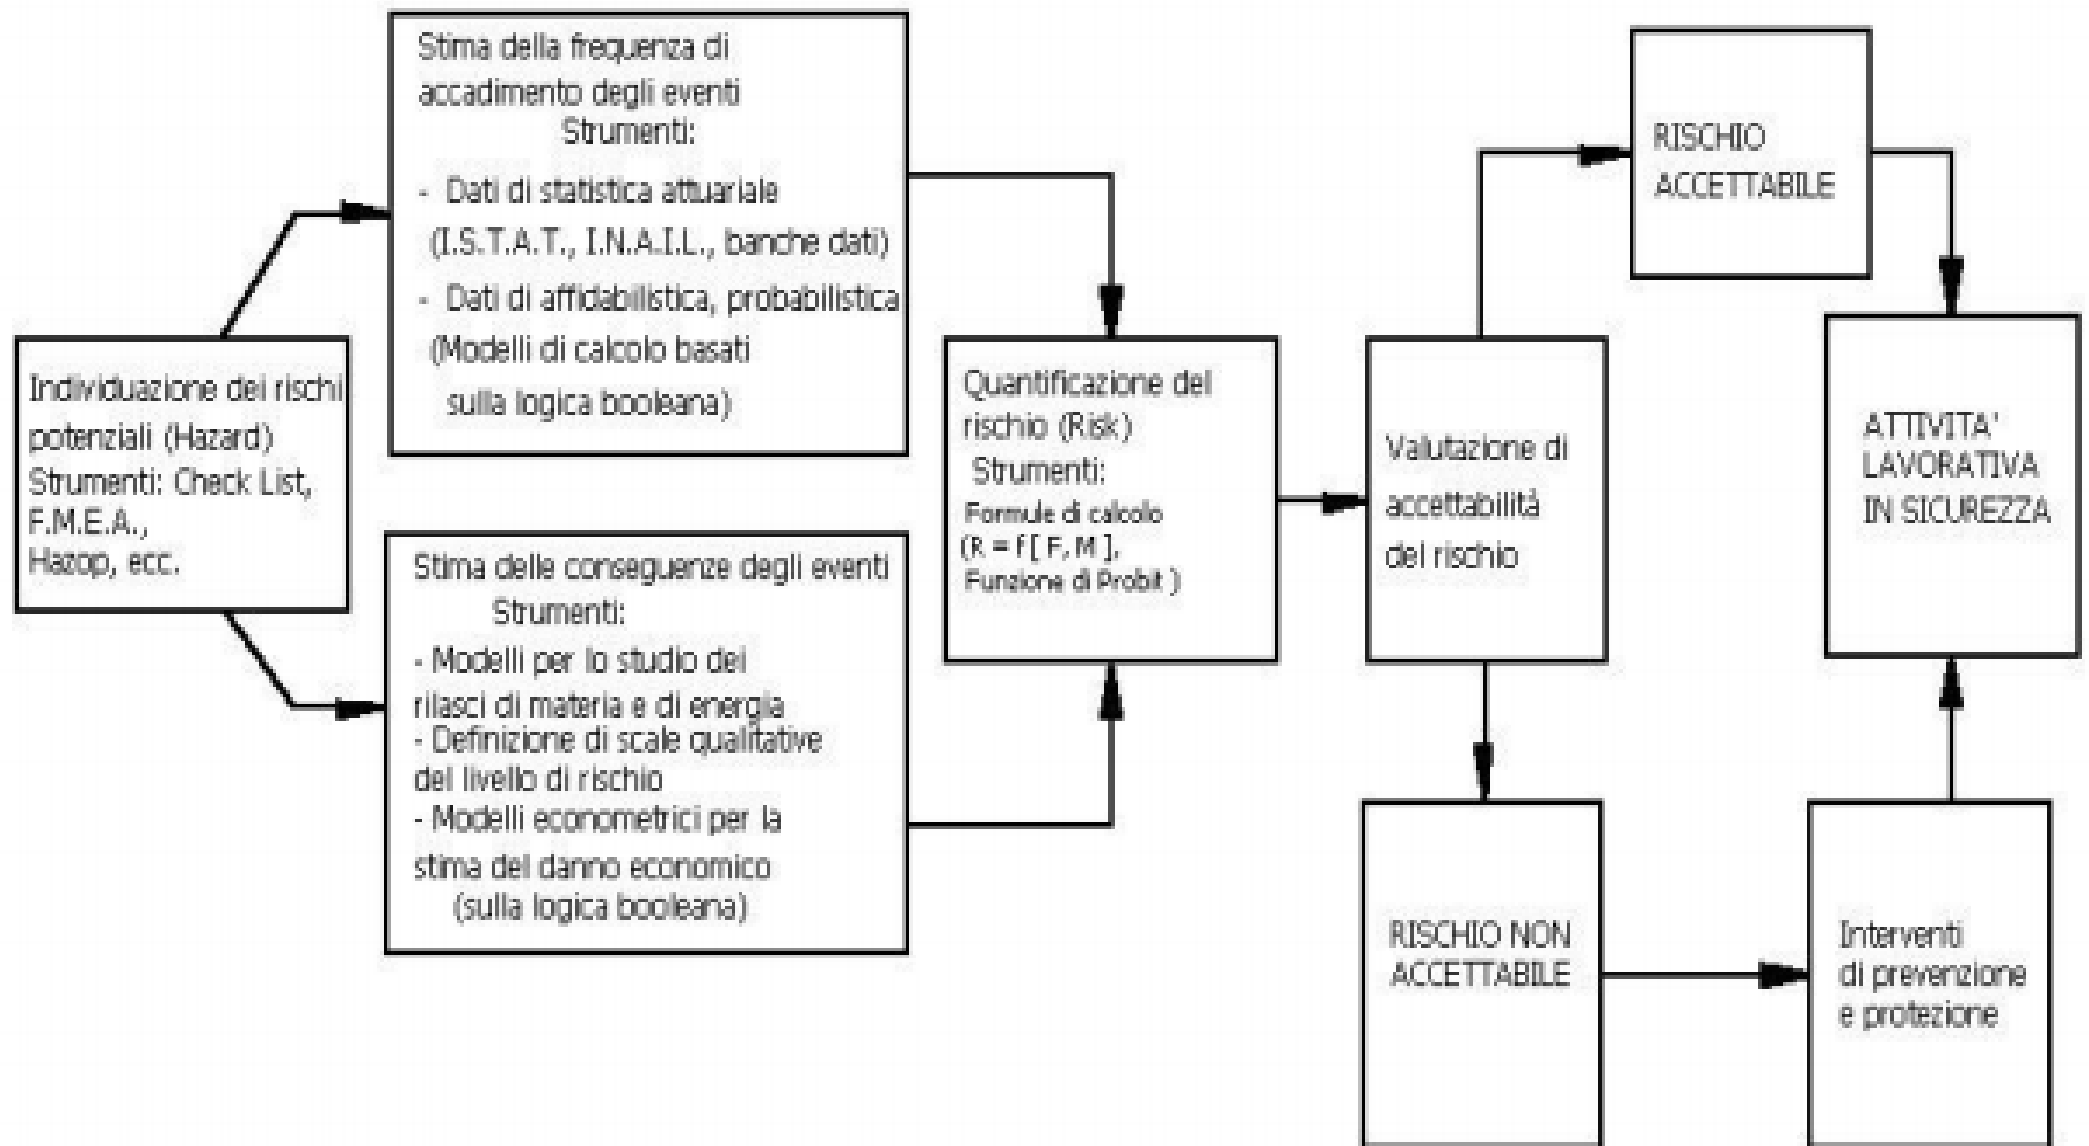 Individuazione dei rischi
potenziali (Hazard)
Strumenti: Check List,
F.M.E.A.,
Hazop, ecc.
Stima della frequenza di
accadimento degli eventi
Strumenti:
- Dati di statistica attuariale
(I.S.T.A.T., I.N.A.I.L., banche dati)
- Dati di affidabilistica, probabilistica
(Modelli di calcolo basati
sulla logica booleana)
Stima delle conseguenze degli eventi
Strumenti:
- Modelli per lo studio dei
rilasci di materia e di energia
- Definizione di scale qualitative
del livello di rischio
- Modelli econometrici per la
stima del danno economico
(sulla logica booleana)
Quantificazione del
rischio (Risk)
Strumenti:
Formule di calcolo
(R = f [ F, M ],
Funzione di Probit )
Valutazione di
accettabilità
del rischio
RISCHIO
ACCETTABILE
RISCHIO NON
ACCETTABILE
Interventi
di prevenzione
e protezione
ATTIVITA'
LAVORATIVA
IN SICUREZZA